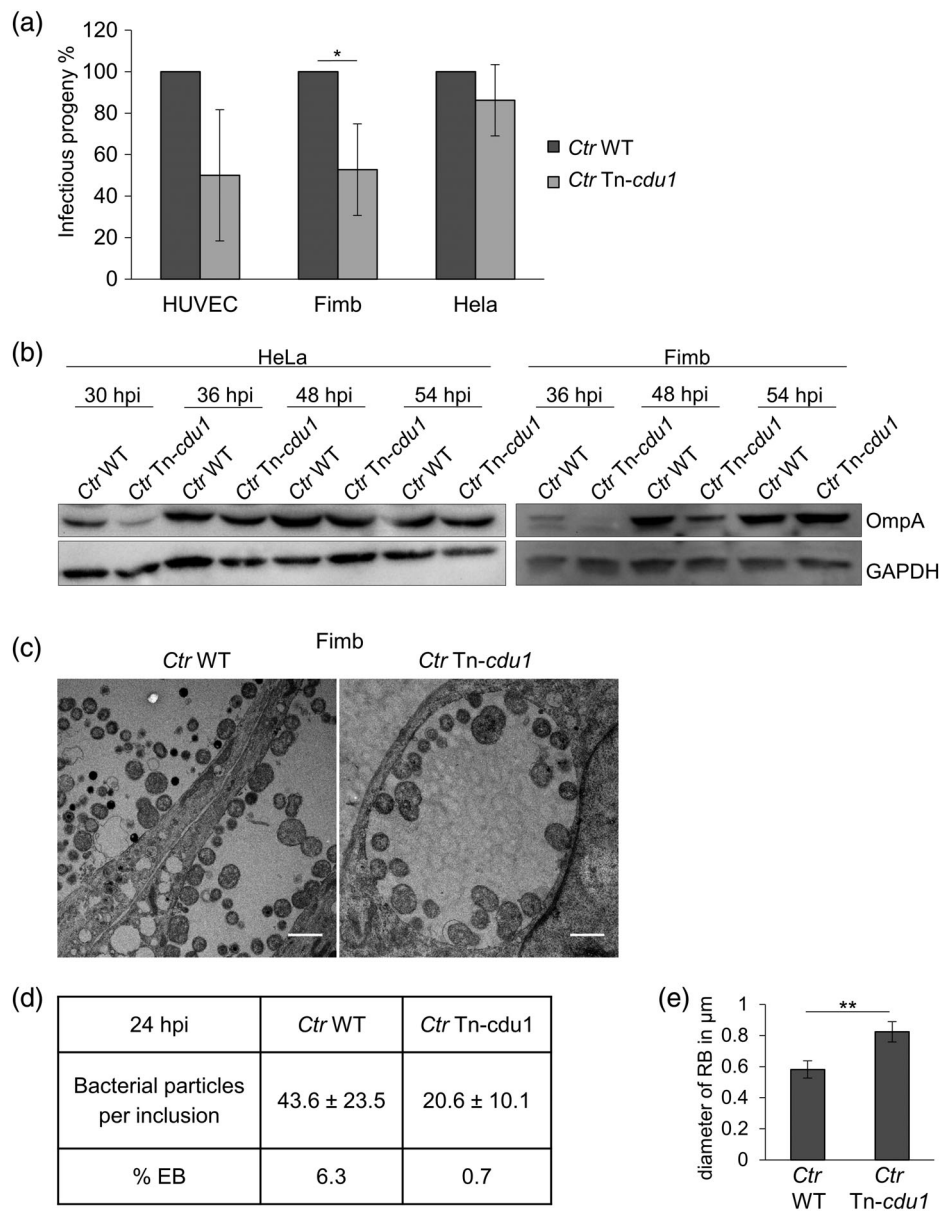 (a)
Infectious progeny %
120
100
80
60
40
20
0
*
HUVEC
Fimb
Hela
Ctr WT
Ctr Tn-cdu1
(b)
HeLa
Fimb
30 hpi
36 hpi
48 hpi
54 hpi
36 hpi
48 hpi
54 hpi
Ctr WT
Ctr Tn-cdu1
Ctr WT
Ctr Tn-cdu1
Ctr WT
Ctr Tn-cdu1
Ctr WT
Ctr Tn-cdu1
Ctr WT
Ctr Tn-cdu1
Ctr WT
Ctr Tn-cdu1
Ctr WT
Ctr Tn-cdu1
OmpA
GAPDH
(c)
Fimb
Ctr WT
Ctr Tn-cdu1
(d)
24 hpi
Ctr WT
Ctr Tn-cdu1
Bacterial particles
per inclusion
43.6 ± 23.5
20.6 ± 10.1
% EB
6.3
0.7
(e)
diameter of RB in µm
1
0.8
0.6
0.4
0.2
0
**
Ctr
WT
Ctr
Tn-cdu1